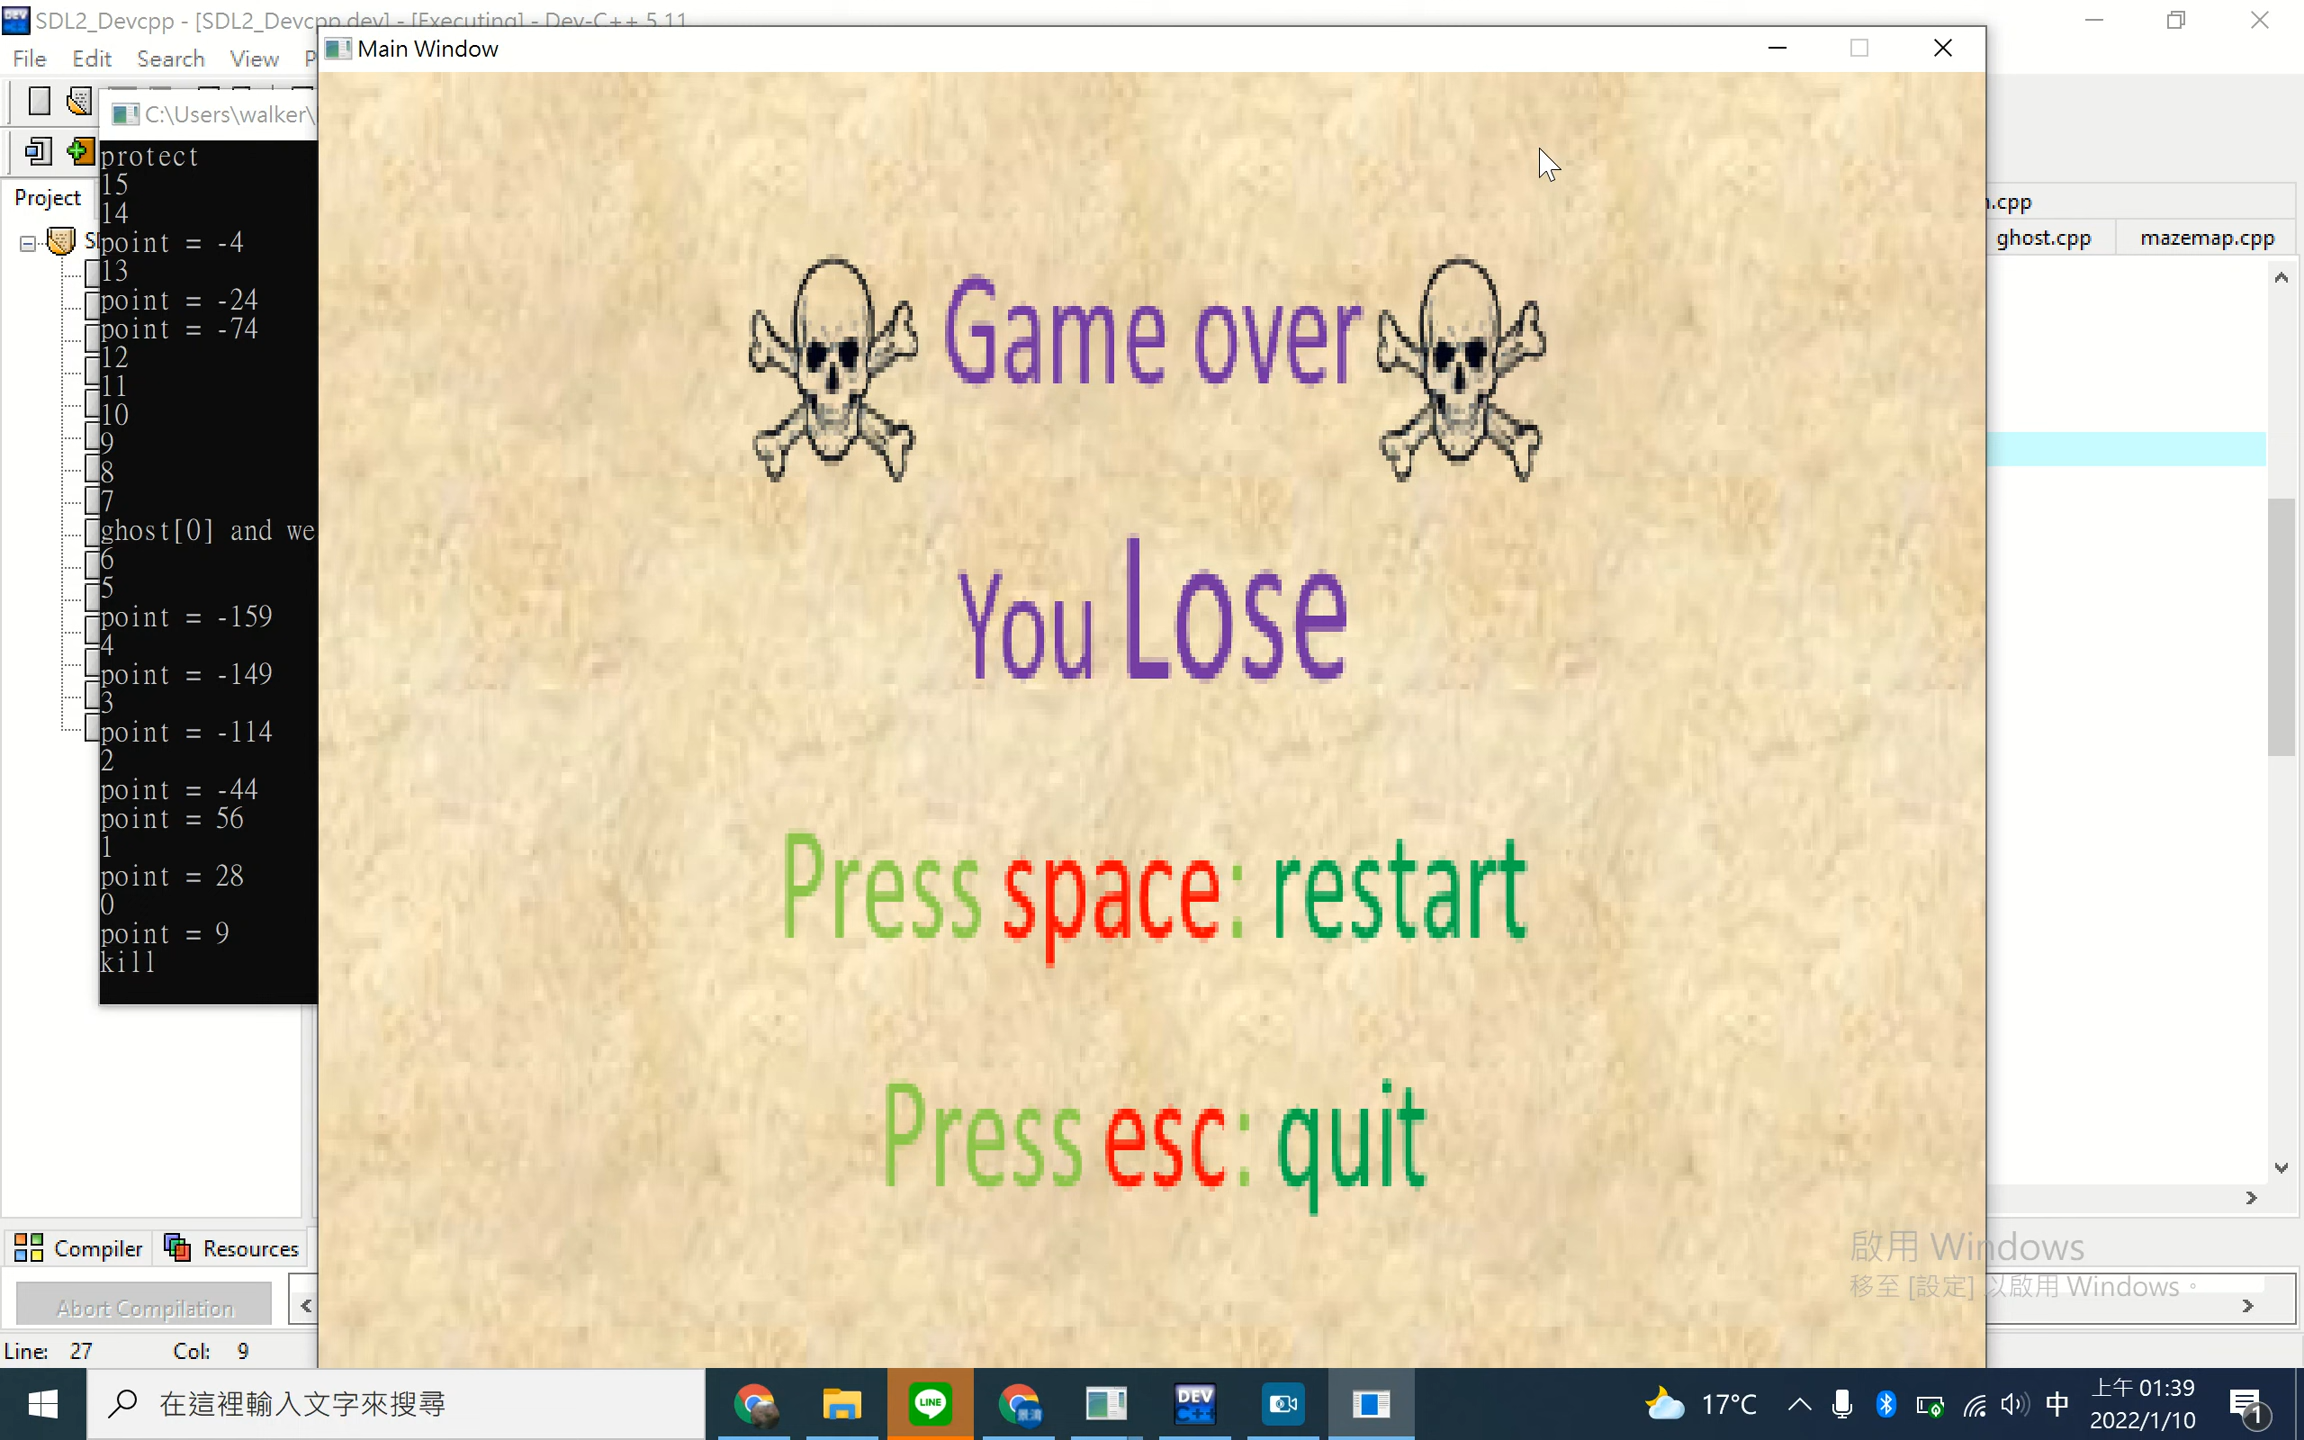 SDL2_Devcpp - [SDL2_Devcpp.dev] - [Executing] - Dev-C++ 5.11
File Edit Search View
Main Window
C:\Users\walker\
Project
protect
15
14
point = -4
13
point = -24
point = -74
12
11
10
9
8
7
ghost[0] and we
6
5
point = -159
4
point = -149
3
point = -114
2
point = -44
point = 56
1
point = 28
0
point = 9
kill
Game over
You Lose
Press space: restart
Press esc: quit
.cpp
ghost.cpp mazemap.cpp
啟用 Windows
移至 [設定] 以啟用 Windows。
Compiler Resources
Abort Compilation
Line: 27 Col: 9
在這裡輸入文字來搜尋
LINE
DEV
C++
17°C
中
上午 01:39
2022/1/10
1